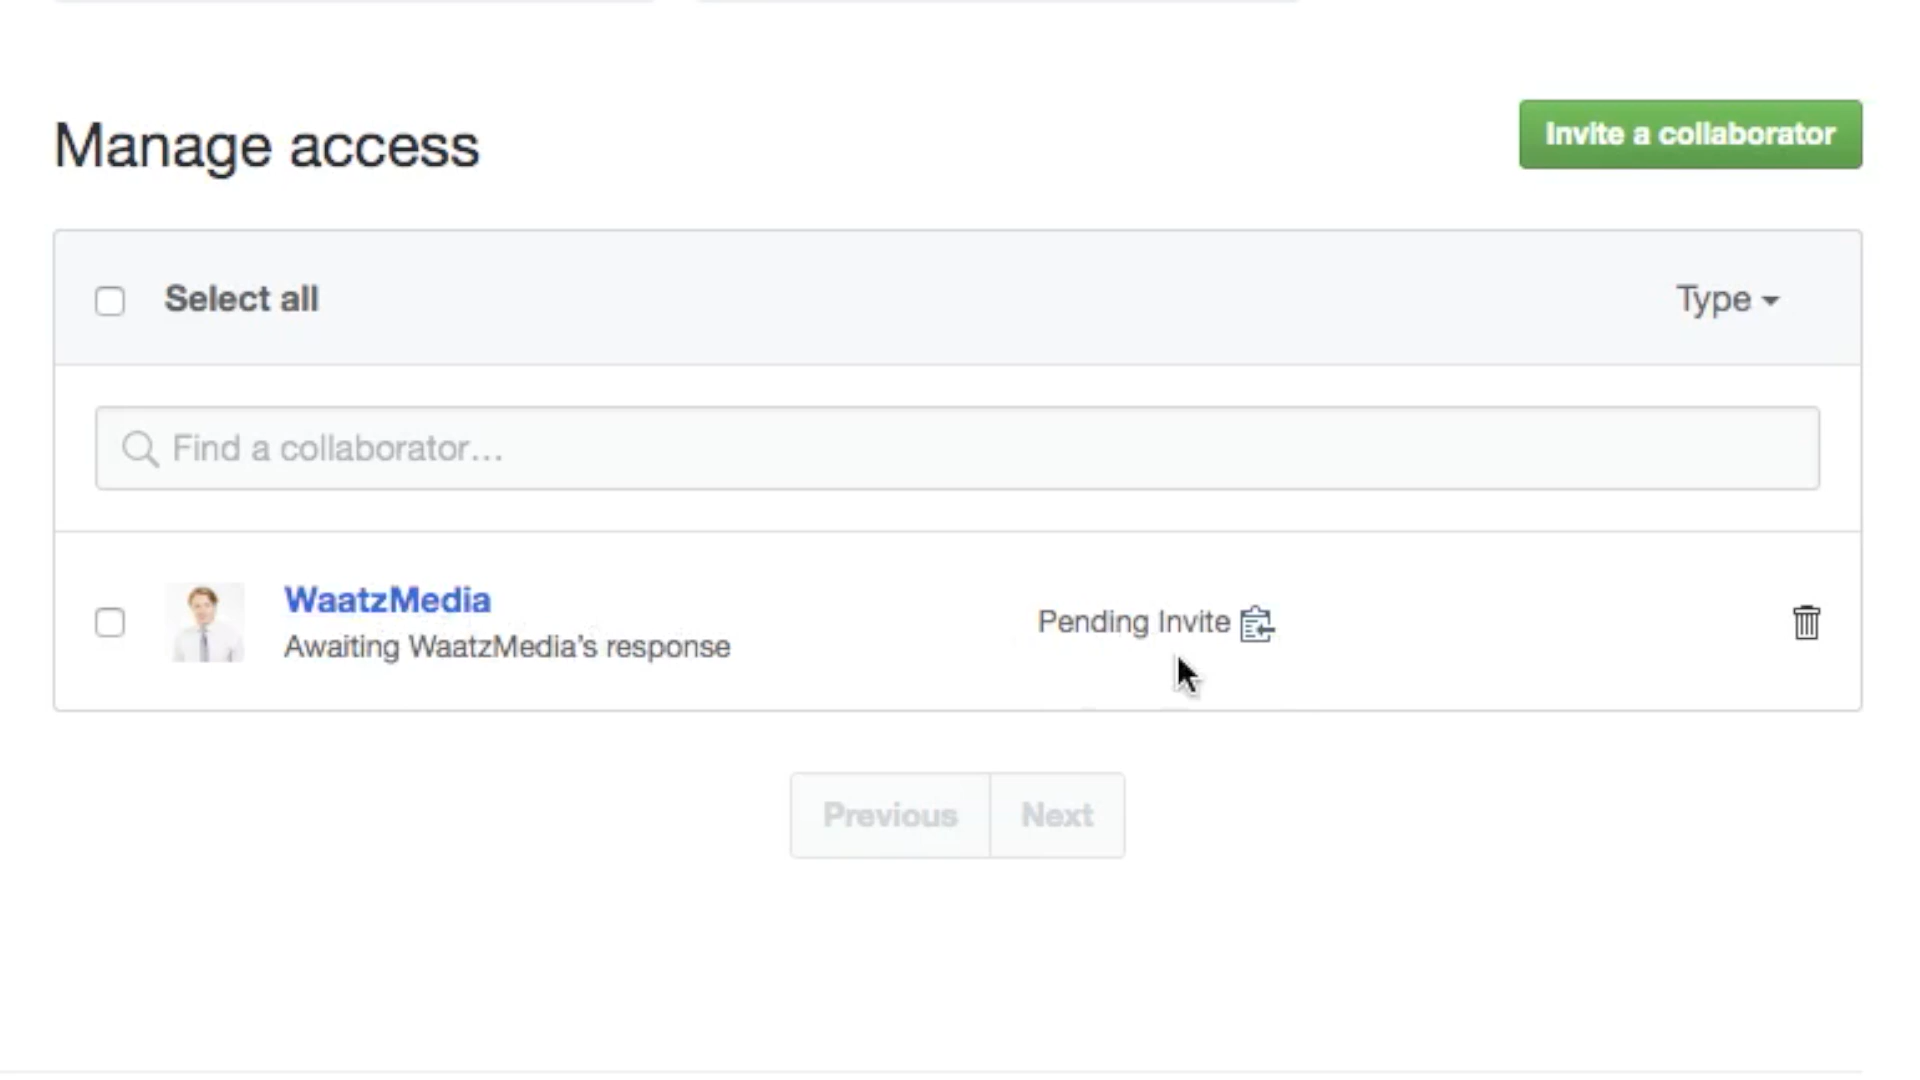 Manage access
Invite a collaborator
Select all
Type
Find a collaborator...
WaatzMedia
Awaiting WaatzMedia's response
Pending Invite
Previous
Next